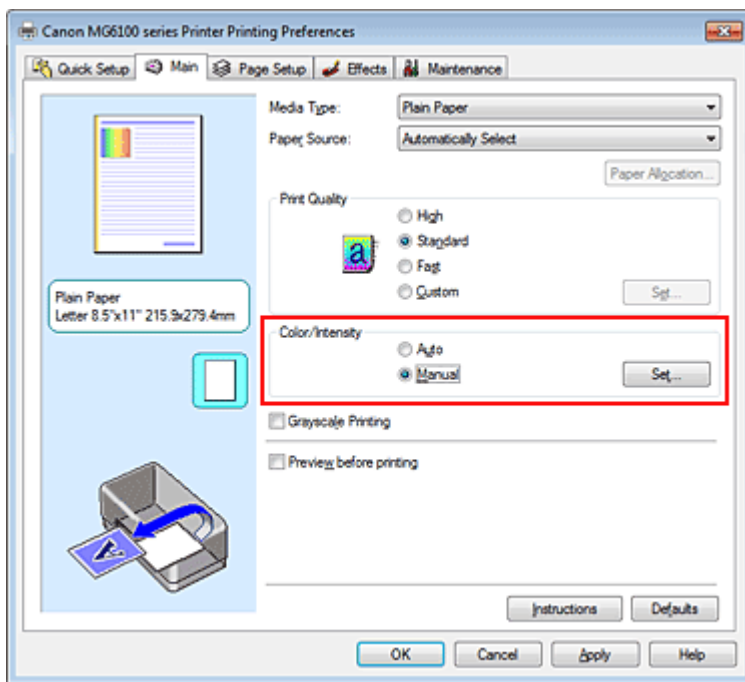 Canon MG6100 series Printer Printing Preferences
Quick Setup Main Page Setup Effects Maintenance
Media Type: Plain Paper
Paper Source: Automatically Select
Paper Allocation...
Print Quality
High
a Standard
Fast
Custom Set...
Plain Paper
Letter 8.5"x11" 215.9x279.4mm
Color/Intensity
Auto
Manual Set...
Grayscale Printing
Preview before printing
A
Instructions Defaults
OK Cancel Apply Help